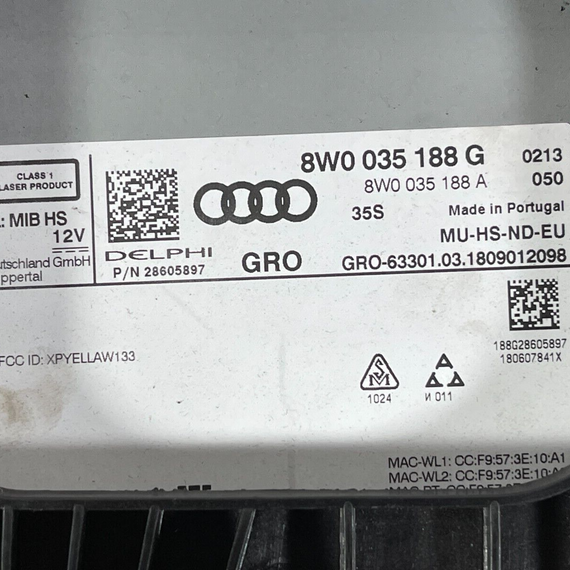 CLASS 1
LASER PRODUCT
MIB HS
12V
GmbH
DELPHI
P/N 28605897
GRO
8W0 035 188 G 0213
8W0 035 188 A 050
35S Made in Portugal
MU-HS-ND-EU
GRO-63301.03.1809012098
188G28605897
180607841X
FCC ID: XPYELLAW133
1024
И 011
MAC-WL1: CC:F9:57:3E:10:A1
MAC-WL2: CC:F9:57:3E:10: